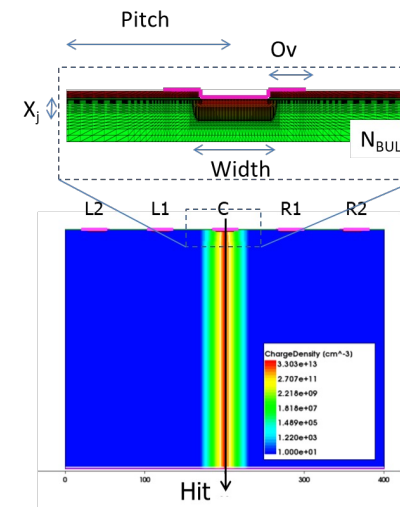 Pitch
Ov
Xj
NBUL
Width
L2 L1 C R1 R2
ChargeDensity (cm^-3)
3.303e+13
2.707e+11
2.218e+09
1.818e+07
1.489e+05
1.220e+03
1.000e+01
0 100 300 400
Hit